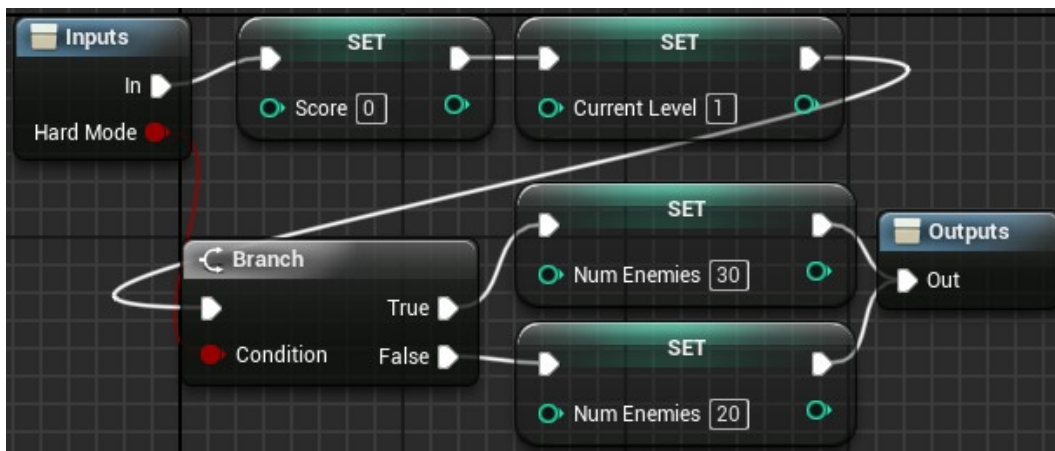 Inputs
In
Hard Mode
SET
Score 0
SET
Current Level 1
Branch
True
Condition
False
SET
Num Enemies 30
SET
Num Enemies 20
Outputs
Out